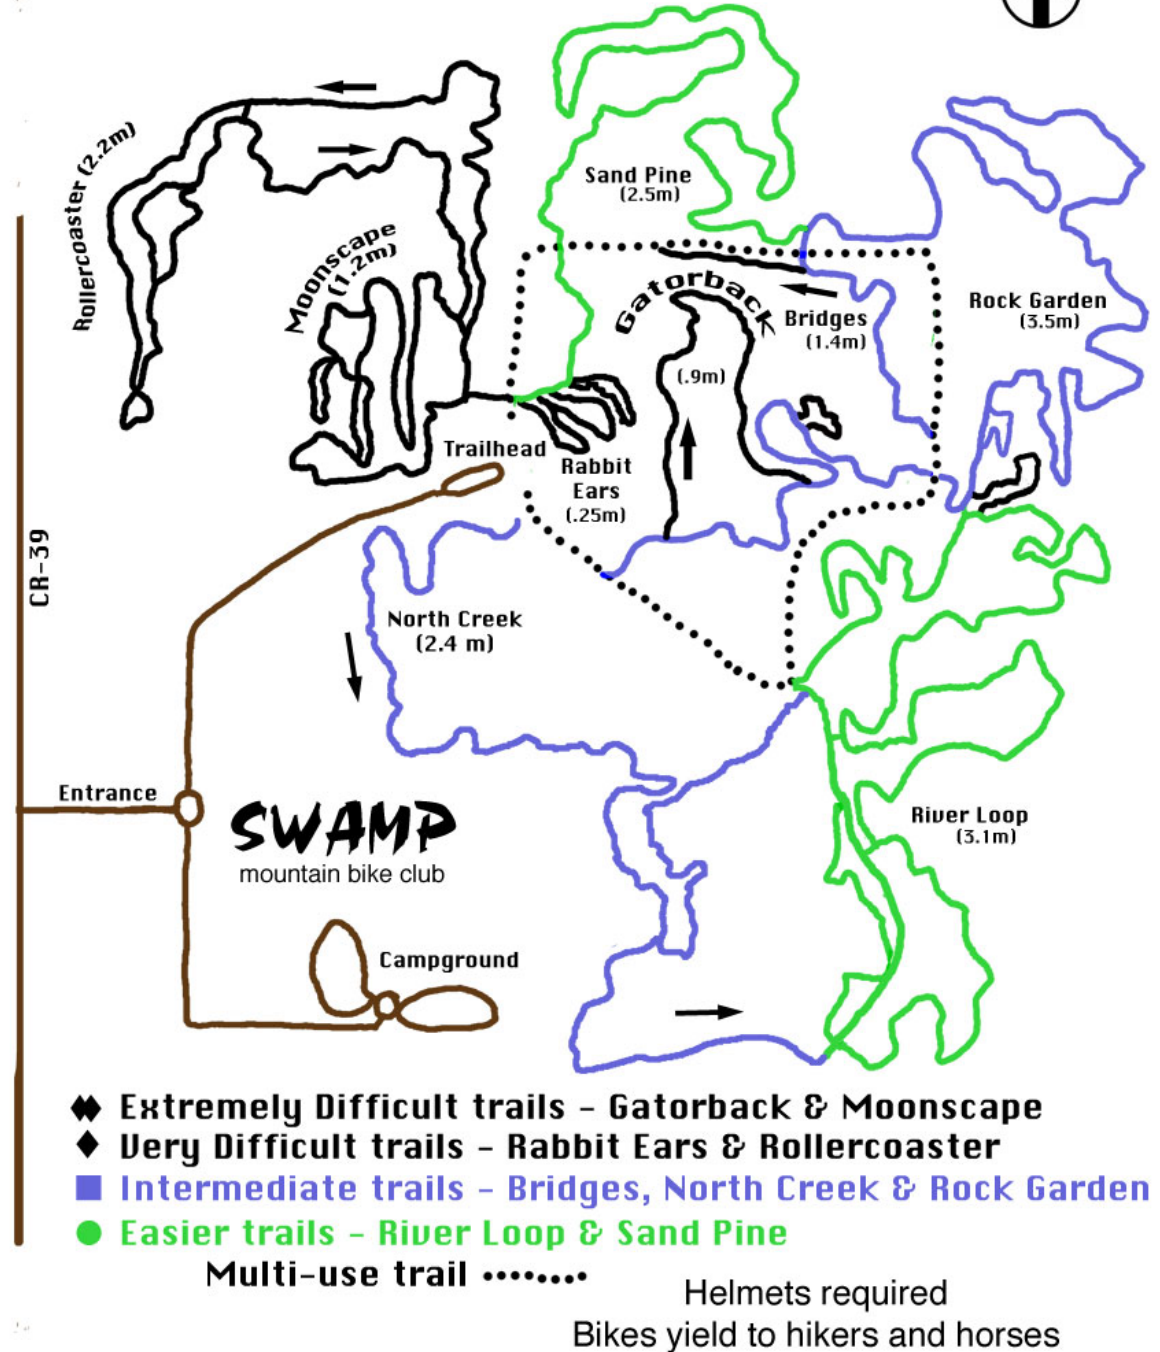 Rollercoaster (2.2m)
Moonscape
(1.2m)
Sand Pine
(2.5m)
Gatorback
(.9m)
Bridges
(1.4m)
Rock Garden
(3.5m)
Trailhead
Rabbit
Ears
(.25m)
CR-39
North Creek
(2.4 m)
Entrance
SWAMP
mountain bike club
River Loop
(3.1m)
Campground
Extremely Difficult trails - Gatorback & Moonscape
Very Difficult trails - Rabbit Ears & Rollercoaster
Intermediate trails - Bridges, North Creek & Rock Garden
Easier trails - River Loop & Sand Pine
Multi-use trail
Helmets required
Bikes yield to hikers and horses